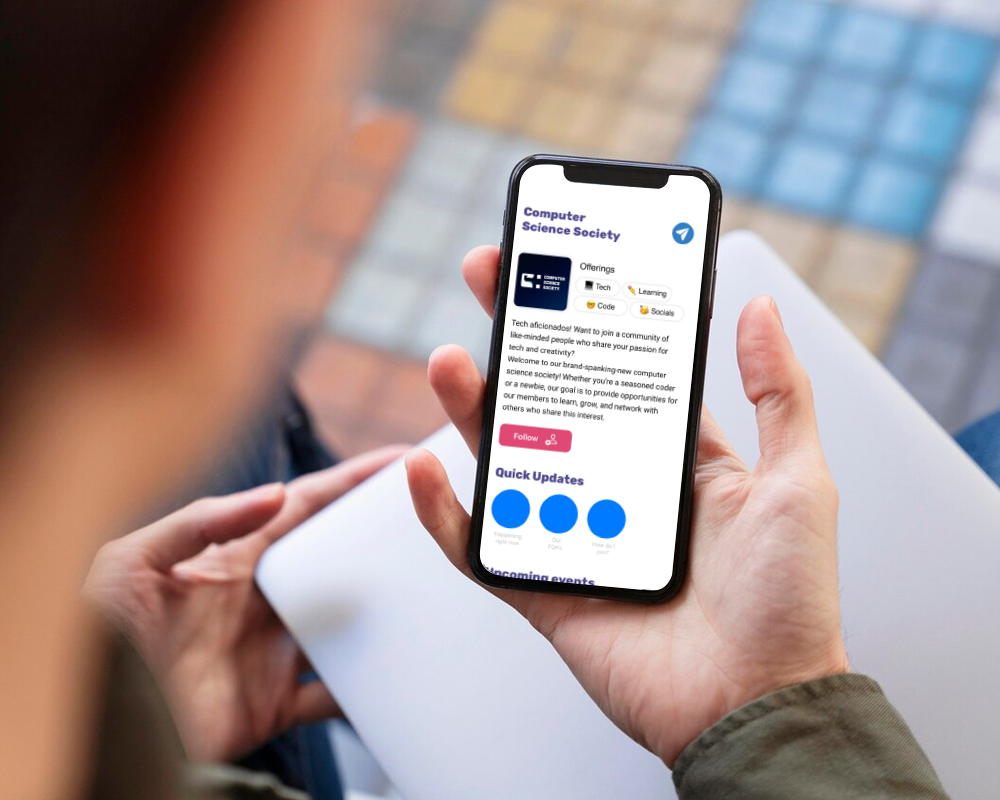 Computer
Science Society
COMPUTER
SCIENCE
SOCIETY
Offerings
💻 Tech
✏️ Learning
🤓 Code
🥳 Socials
Tech aficionados! Want to join a community of
like-minded people who share your passion for
tech and creativity?
Welcome to our brand-spanking-new computer
science society! Whether you're a seasoned coder
or a newbie, our goal is to provide opportunities for
our members to learn, grow, and network with
others who share this interest.
Follow
Quick Updates
Happening
right now
Our
FQA's
How do I
join?
Upcoming events